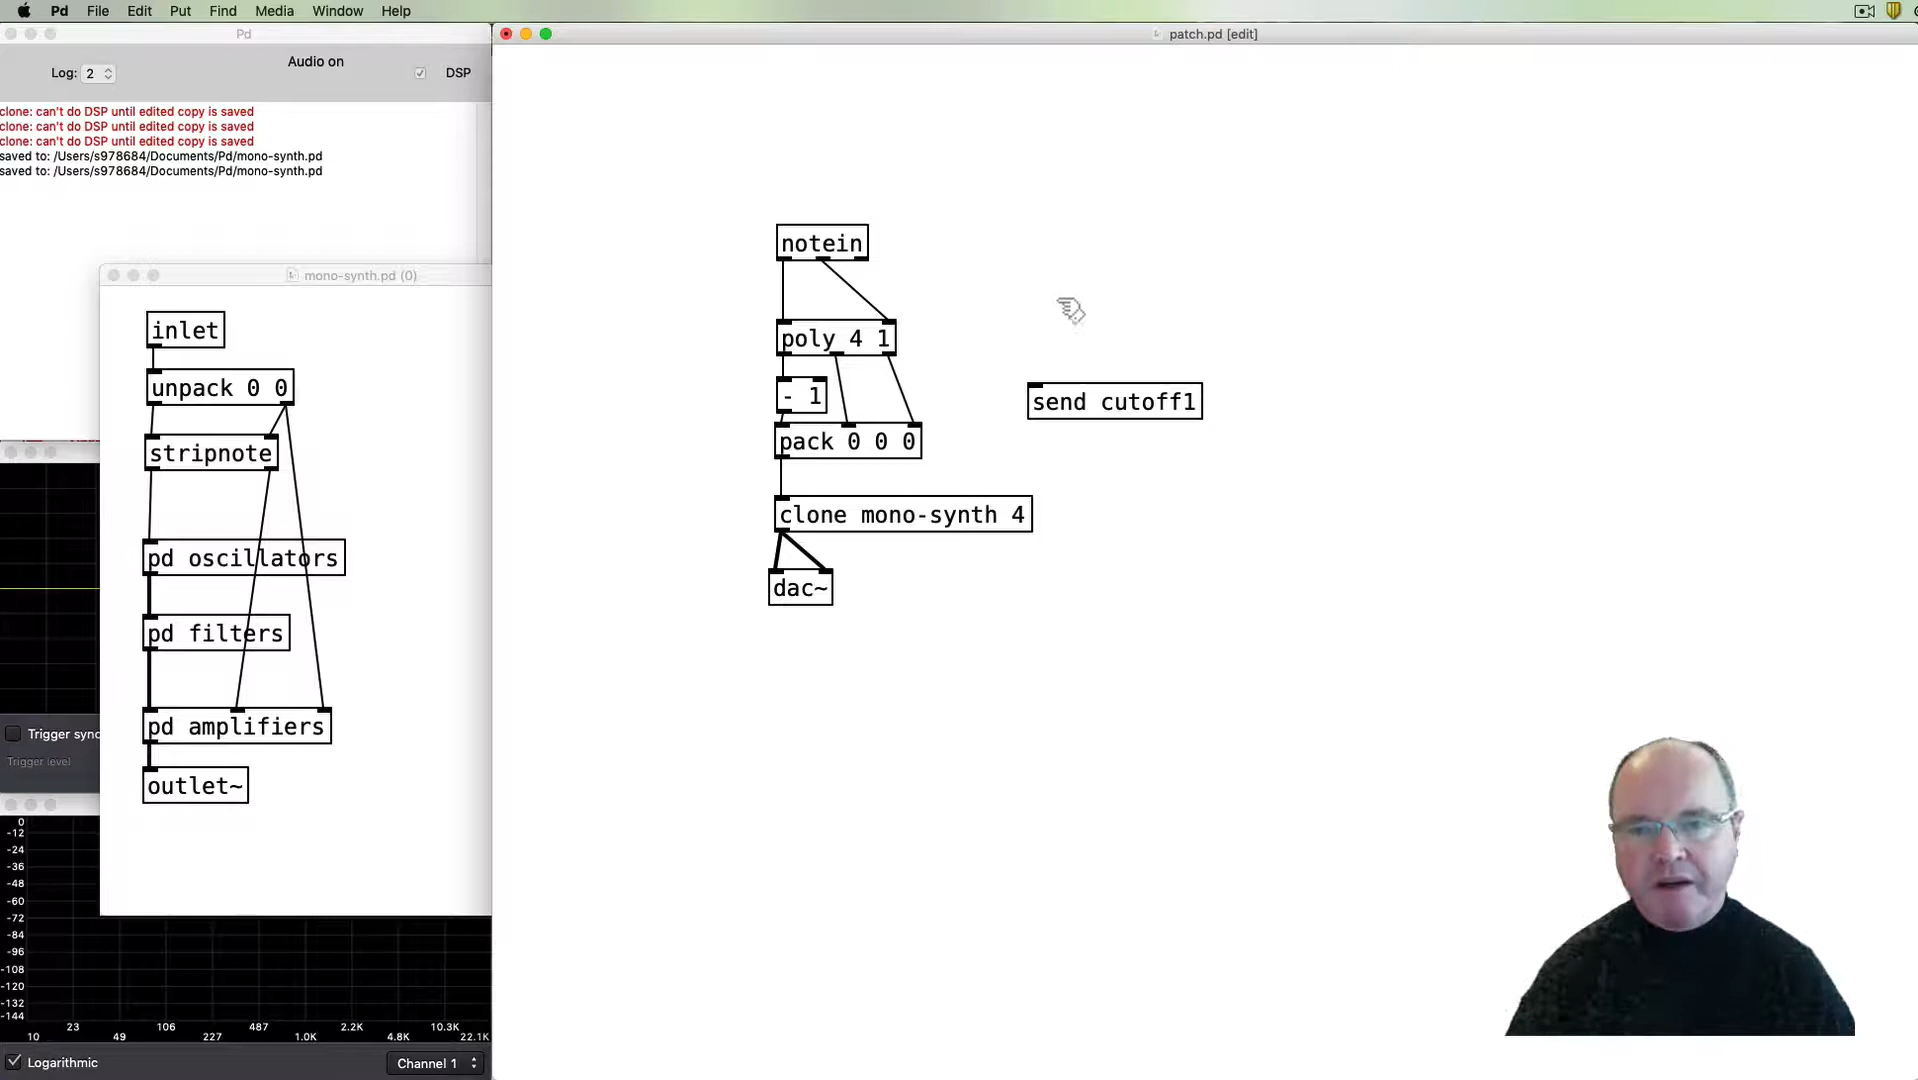 Pd File Edit Put Find Media Window Help
Pd
patch.pd [edit]
Log: 2
Audio on
DSP
clone: can't do DSP until edited copy is saved
clone: can't do DSP until edited copy is saved
clone: can't do DSP until edited copy is saved
saved to: /Users/s978684/Documents/Pd/mono-synth.pd
saved to: /Users/s978684/Documents/Pd/mono-synth.pd
mono-synth.pd (0)
inlet
unpack 0 0
stripnote
pd oscillators
pd filters
pd amplifiers
outlet~
notein
poly 4 1
- 1
pack 0 0 0
clone mono-synth 4
dac~
send cutoff1
Trigger sync
Trigger level
0
-12
-24
-36
-48
-60
-72
-84
-96
-108
-120
-132
-144
10 23 49 106 227 487 1.0K 2.2K 4.8K 10.3K 22.1K
Logarithmic
Channel 1